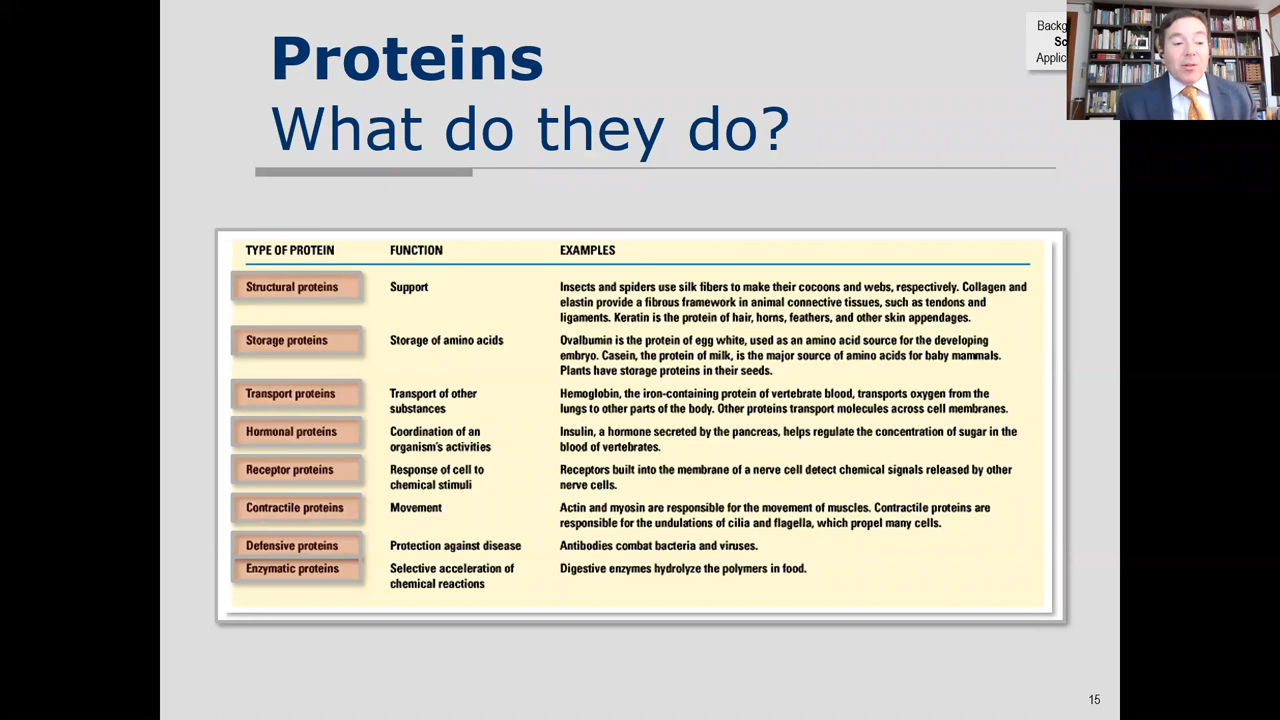 Proteins
What do they do?
Backg
Sc
Applic
TYPE OF PROTEIN FUNCTION EXAMPLES
Structural proteins Support Insects and spiders use silk fibers to make their cocoons and webs, respectively. Collagen and
elastin provide a fibrous framework in animal connective tissues, such as tendons and
ligaments. Keratin is the protein of hair, horns, feathers, and other skin appendages.
Storage proteins Storage of amino acids Ovalbumin is the protein of egg white, used as an amino acid source for the developing
embryo. Casein, the protein of milk, is the major source of amino acids for baby mammals.
Plants have storage proteins in their seeds.
Transport proteins Transport of other Hemoglobin, the iron-containing protein of vertebrate blood, transports oxygen from the
substances lungs to other parts of the body. Other proteins transport molecules across cell membranes.
Hormonal proteins Coordination of an Insulin, a hormone secreted by the pancreas, helps regulate the concentration of sugar in the
organism's activities blood of vertebrates.
Receptor proteins Response of cell to Receptors built into the membrane of a nerve cell detect chemical signals released by other
chemical stimuli nerve cells.
Contractile proteins Movement Actin and myosin are responsible for the movement of muscles. Contractile proteins are
responsible for the undulations of cilia and flagella, which propel many cells.
Defensive proteins Protection against disease Antibodies combat bacteria and viruses.
Enzymatic proteins Selective acceleration of Digestive enzymes hydrolyze the polymers in food.
chemical reactions
15